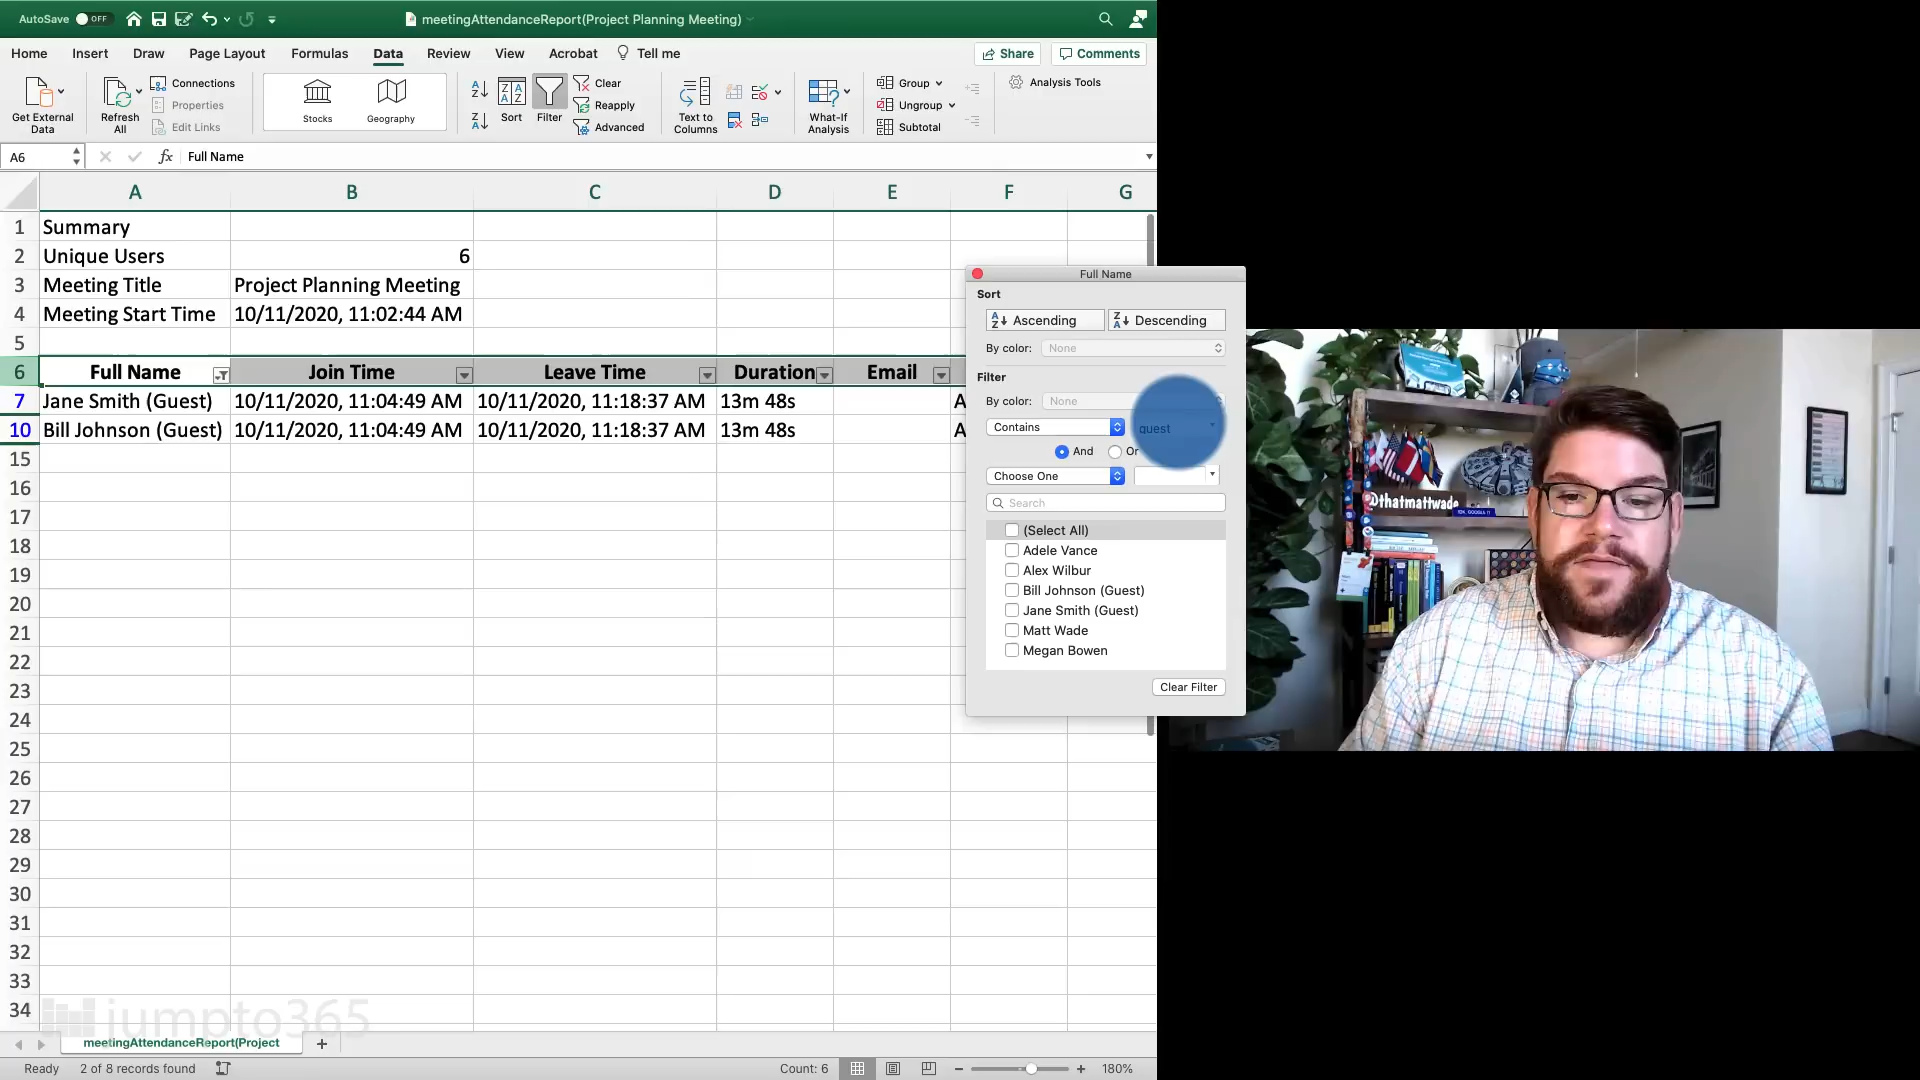 AutoSave OFF meetingAttendanceReport(Project Planning Meeting)
Home Insert Draw Page Layout Formulas Data Review View Acrobat Tell me Share Comments
Get External Data
Refresh All
Connections
Properties
Edit Links
Stocks
Geography
Sort
Filter
Clear
Reapply
Advanced
Text to Columns
What-If Analysis
Group
Ungroup
Subtotal
Analysis Tools
A6 fx Full Name
A B C D E F G
1 Summary
2 Unique Users 6
3 Meeting Title Project Planning Meeting
4 Meeting Start Time 10/11/2020, 11:02:44 AM
5
6 Full Name Join Time Leave Time Duration Email
7 Jane Smith (Guest) 10/11/2020, 11:04:49 AM 10/11/2020, 11:18:37 AM 13m 48s A
10 Bill Johnson (Guest) 10/11/2020, 11:04:49 AM 10/11/2020, 11:18:37 AM 13m 48s A
15
16
17
18
19
20
21
22
23
24
25
26
27
28
29
30
31
32
33
34
Full Name
Sort
Ascending Descending
By color: None
Filter
By color: None
Contains guest
And Or
Choose One
Search
(Select All)
Adele Vance
Alex Wilbur
Bill Johnson (Guest)
Jane Smith (Guest)
Matt Wade
Megan Bowen
Clear Filter
@thatmattwade
jumpto365
meetingAttendanceReport(Project +
Ready 2 of 8 records found Count: 6 180%